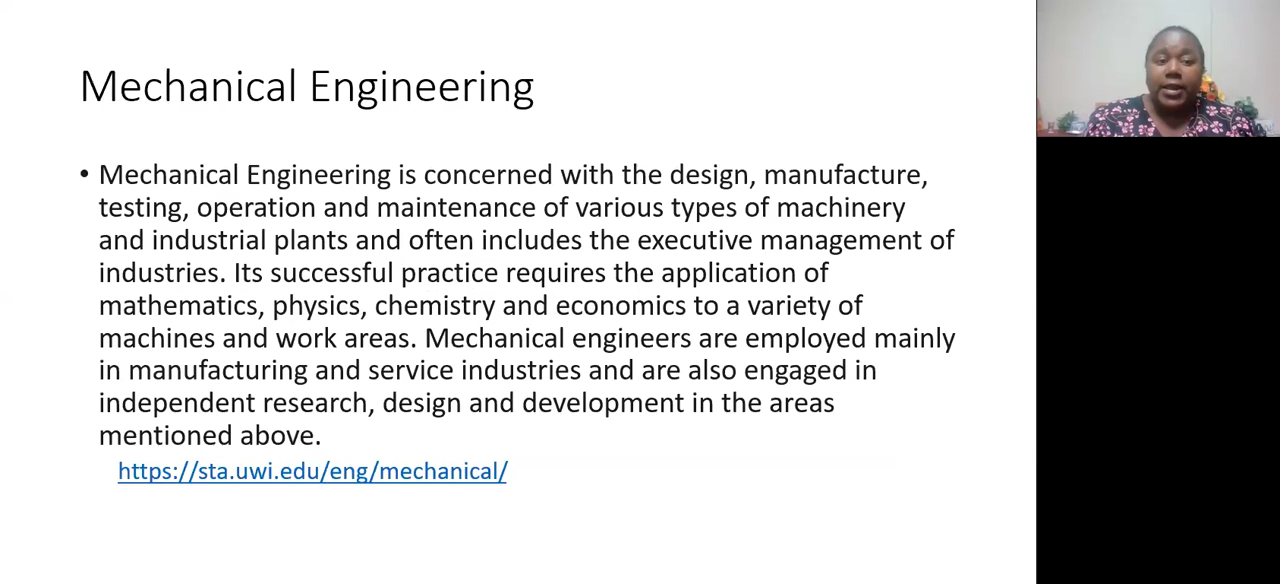 Mechanical Engineering
• Mechanical Engineering is concerned with the design, manufacture,
testing, operation and maintenance of various types of machinery
and industrial plants and often includes the executive management of
industries. Its successful practice requires the application of
mathematics, physics, chemistry and economics to a variety of
machines and work areas. Mechanical engineers are employed mainly
in manufacturing and service industries and are also engaged in
independent research, design and development in the areas
mentioned above.
https://sta.uwi.edu/eng/mechanical/